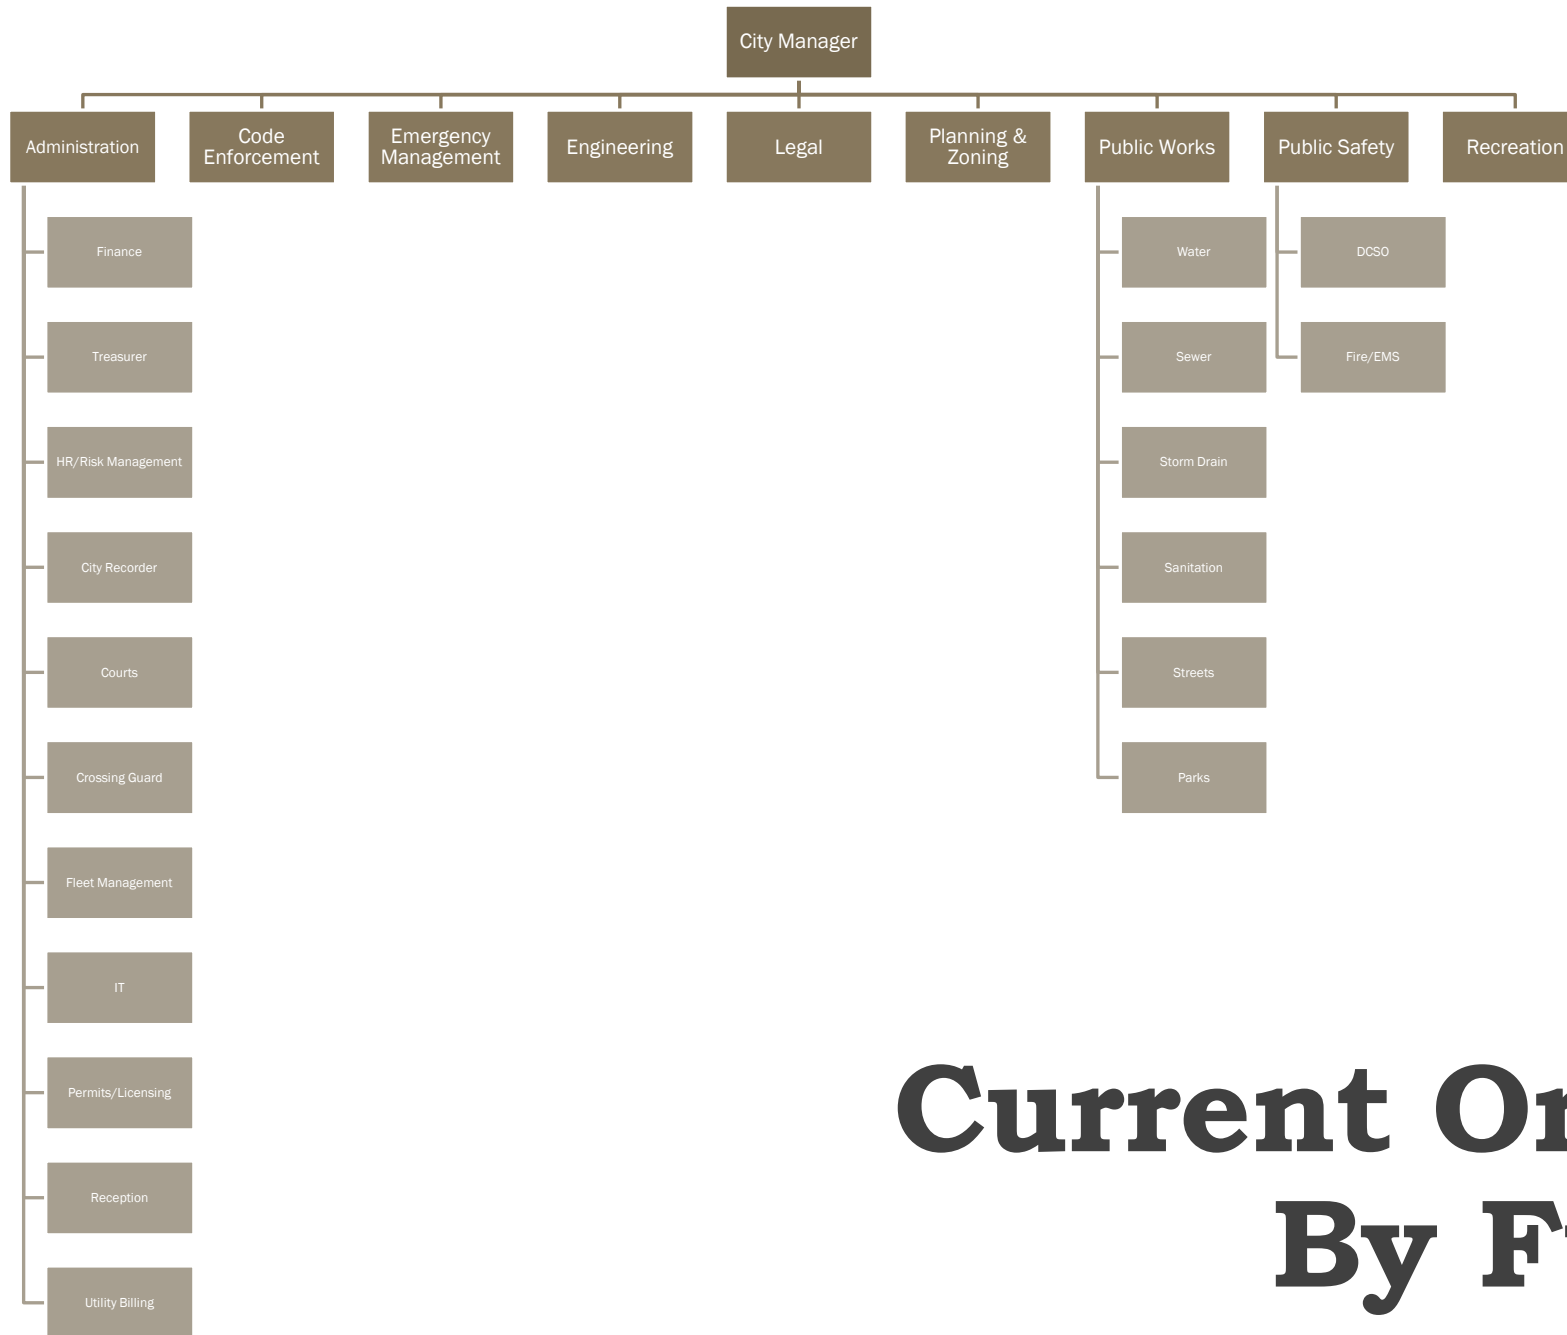 City Manager
Administration
Code
Enforcement
Emergency
Management
Engineering
Legal
Planning &
Zoning
Public Works
Public Safety
Recreation
Finance
Treasurer
HR/Risk Management
City Recorder
Courts
Crossing Guard
Fleet Management
IT
Permits/Licensing
Reception
Utility Billing
Water
Sewer
Storm Drain
Sanitation
Streets
Parks
DCSO
Fire/EMS
Current
By